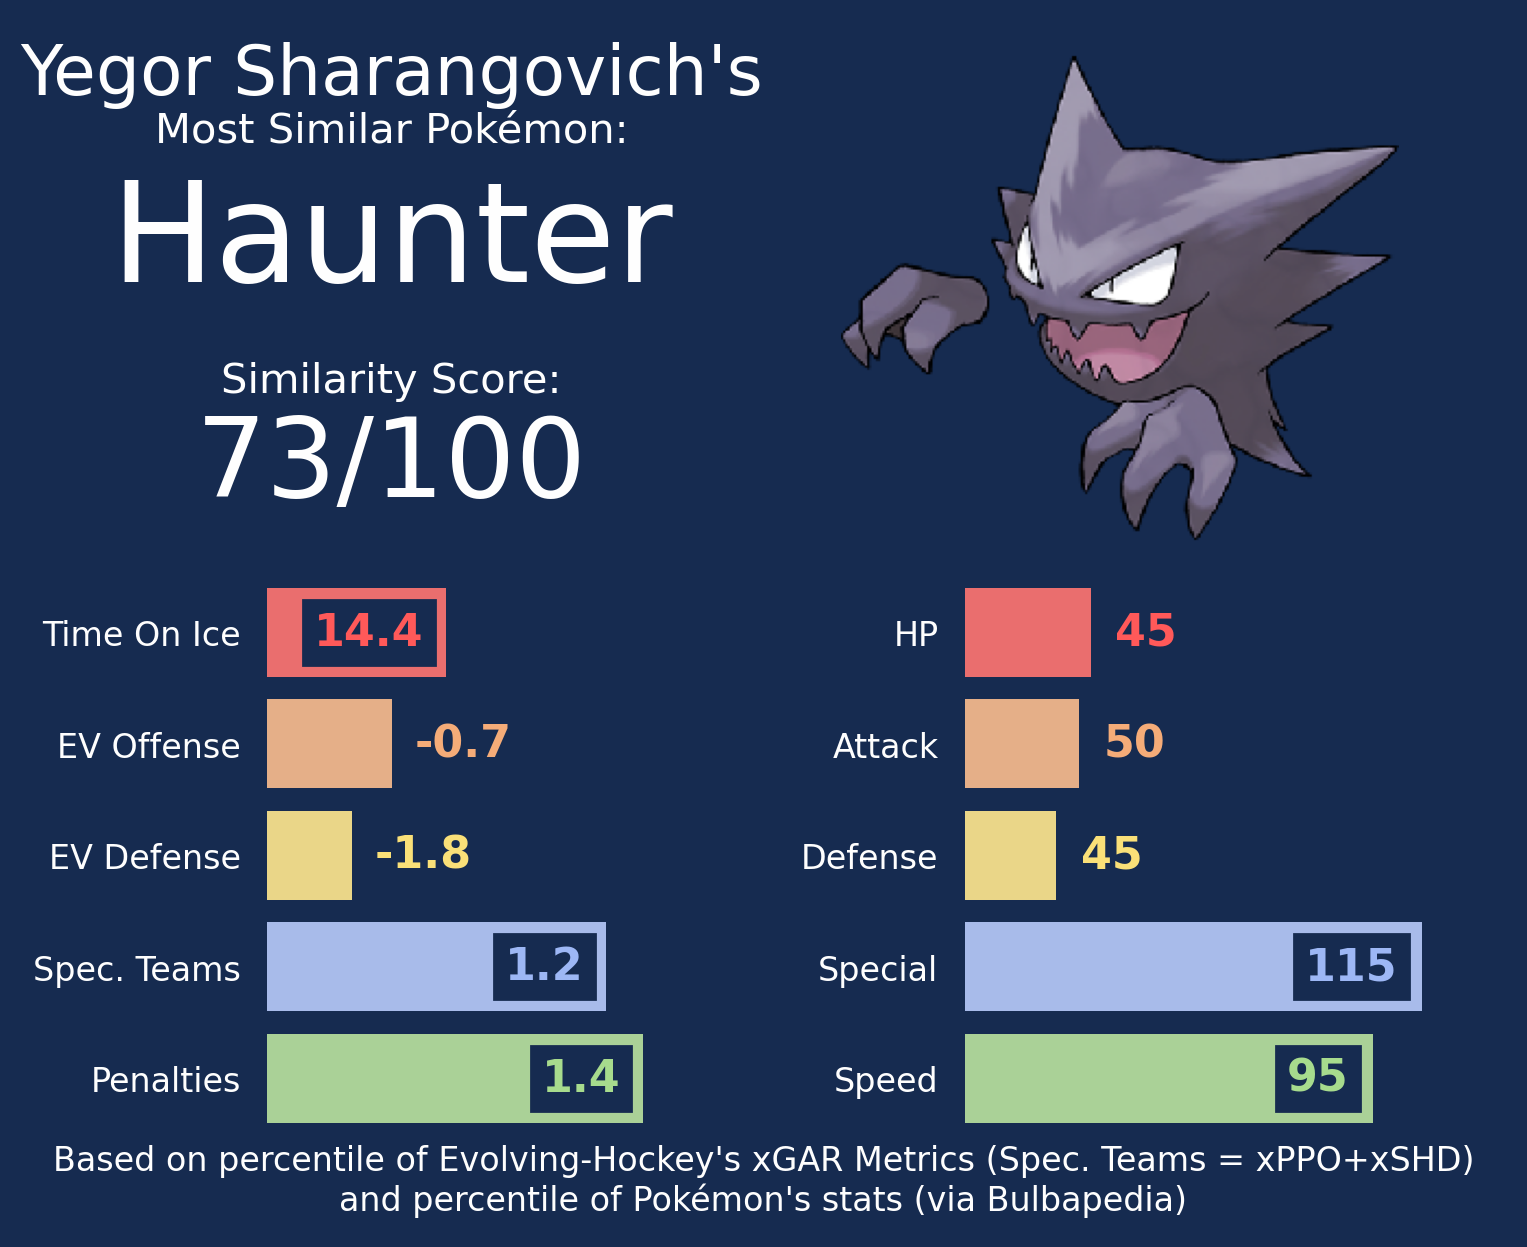 Yegor Sharangovich's
Most Similar Pokémon:
Haunter
Similarity Score:
73/100
Time On Ice 14.4
EV Offense -0.7
EV Defense -1.8
Spec. Teams 1.2
Penalties 1.4
HP 45
Attack 50
Defense 45
Special 115
Speed 95
Based on percentile of Evolving-Hockey's xGAR Metrics (Spec. Teams = xPPO+xSHD)
and percentile of Pokémon's stats (via Bulbapedia)